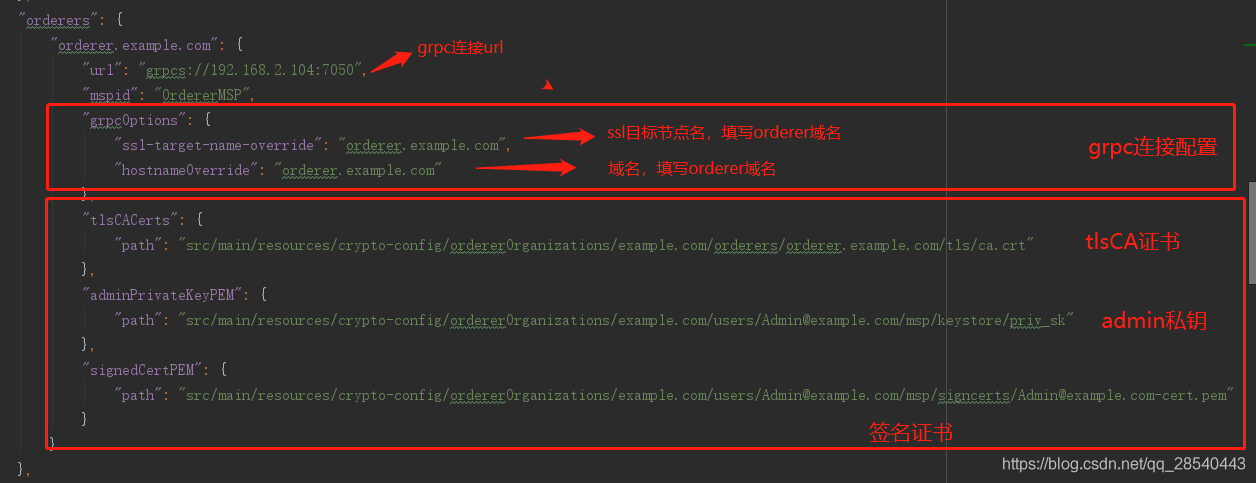 "orderers": {
"orderer.example.com": {
grpc连接url
"url": "grpcs://192.168.2.104:7050",
"mspid": "OrdererMSP",
"grpcOptions": {
ssl目标节点名，填写orderer域名
"ssl-target-name-override": "orderer.example.com",
grpc连接配置
"hostnameOverride": "orderer.example.com"
域名，填写orderer域名
},
"tlsCACerts": {
"path": "src/main/resources/crypto-config/ordererOrganizations/example.com/orderers/orderer.example.com/tls/ca.crt"
tlsCA证书
},
"adminPrivateKeyPEM": {
"path": "src/main/resources/crypto-config/ordererOrganizations/example.com/users/Admin@example.com/msp/keystore/priv_sk"
admin私钥
},
"signedCertPEM": {
"path": "src/main/resources/crypto-config/ordererOrganizations/example.com/users/Admin@example.com/msp/signcerts/Admin@example.com-cert.pem"
}
签名证书
}
},
https://blog.csdn.net/qq_28540443